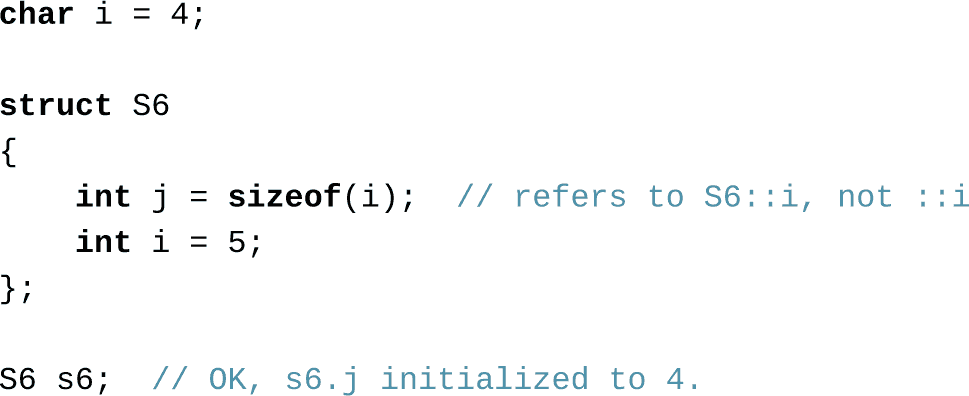 char i = 4;
struct S6
{
    int j = sizeof(i);  // refers to S6::i, not ::i
    int i = 5;
};
S6 s6;  // OK, s6.j initialized to 4.